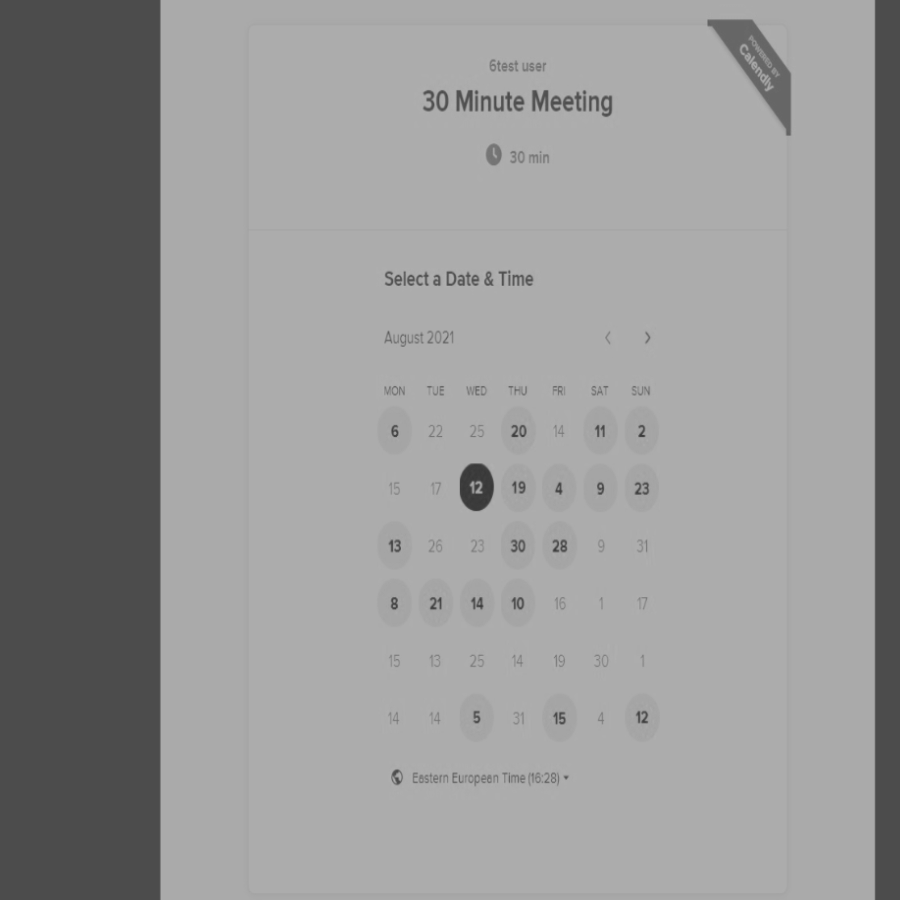 POWERED BY
Calendly
6test user
30 Minute Meeting
30 min
Select a Date & Time
August 2021
MON TUE WED THU FRI SAT SUN
6 22 25 20 14 11 2
15 17 12 19 4 9 23
13 26 23 30 28 9 31
8 21 14 10 16 1 17
15 13 25 14 19 30 1
14 14 5 31 15 4 12
Eastern European Time (16:28)